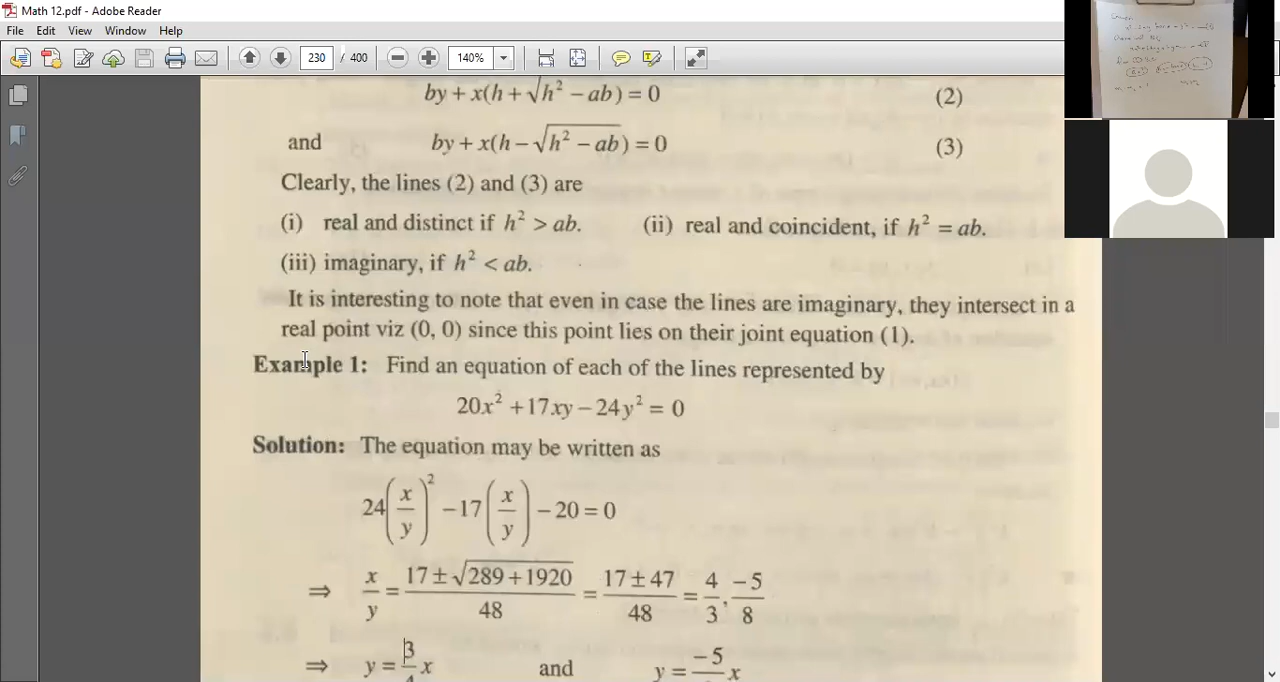 Math 12.pdf - Adobe Reader
File Edit View Window Help
230 / 400 140%
by + x(h + √h² – ab) = 0 (2)
and by + x(h – √h² – ab) = 0 (3)
Clearly, the lines (2) and (3) are
(i) real and distinct if h² > ab. (ii) real and coincident, if h² = ab.
(iii) imaginary, if h² < ab.
It is interesting to note that even in case the lines are imaginary, they intersect in a
real point viz (0, 0) since this point lies on their joint equation (1).
Example 1: Find an equation of each of the lines represented by
20x² + 17xy – 24y² = 0
Solution: The equation may be written as
24(x/y)² – 17(x/y) – 20 = 0
⇒ x/y = 17 ± √289 + 1920 / 48 = 17 ± 47 / 48 = 4/3, –5/8
⇒ y = 3/4 x and y = –5/ x